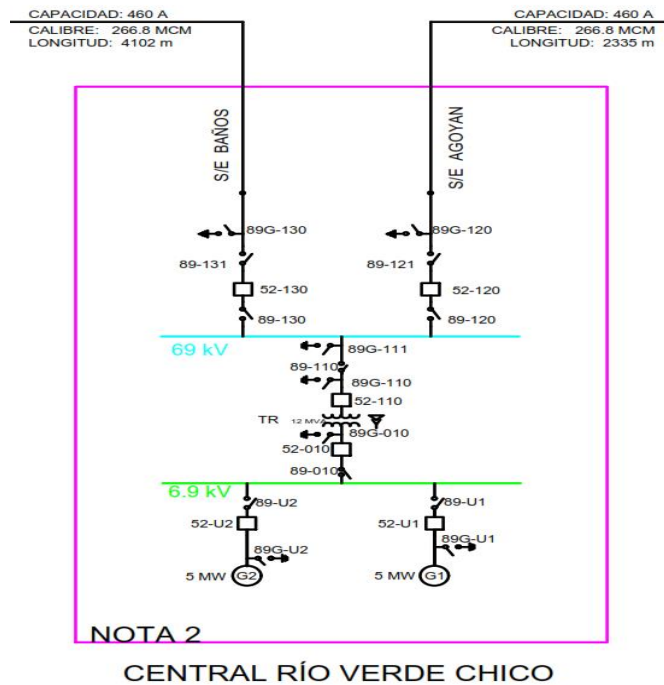 CAPACIDAD: 460 A
CALIBRE: 266.8 MCM
LONGITUD: 4102 m
CAPACIDAD: 460 A
CALIBRE: 266.8 MCM
LONGITUD: 2335 m
S/E BAÑOS
S/E AGOYAN
89G-130
89G-120
89-131
89-121
52-130
52-120
89-130
89-120
69 kV
89G-111
89-110
89G-110
52-110
TR 12 MVA
89G-010
52-010
89-010
6.9 kV
89-U2
89-U1
52-U2
52-U1
89G-U2
89G-U1
5 MW G2
5 MW G1
NOTA 2
CENTRAL RÍO VERDE CHICO